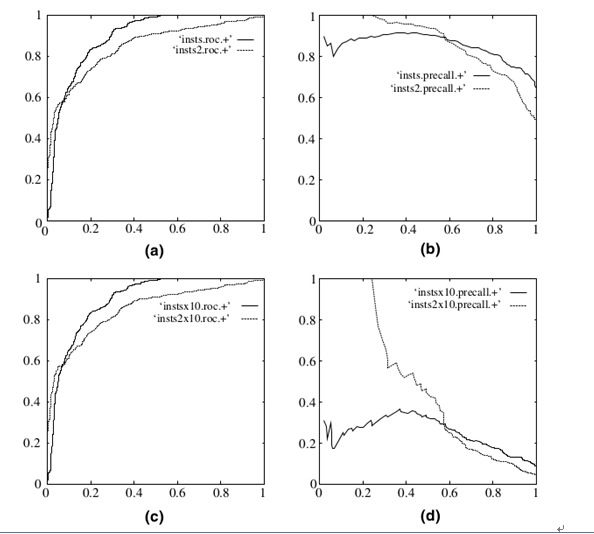 1
0.8
0.6
0.4
0.2
0
0 0.2 0.4 0.6 0.8 1
‘insts.roc.+’
‘insts2.roc.+’
(a)
1
0.8
0.6
0.4
0.2
0
0 0.2 0.4 0.6 0.8 1
‘insts.precall.+’
‘insts2.precall.+’
(b)
1
0.8
0.6
0.4
0.2
0
0 0.2 0.4 0.6 0.8 1
‘instsx10.roc.+’
‘insts2x10.roc.+’
(c)
1
0.8
0.6
0.4
0.2
0
0 0.2 0.4 0.6 0.8 1
‘instsx10.precall.+’
‘insts2x10.precall.+’
(d)